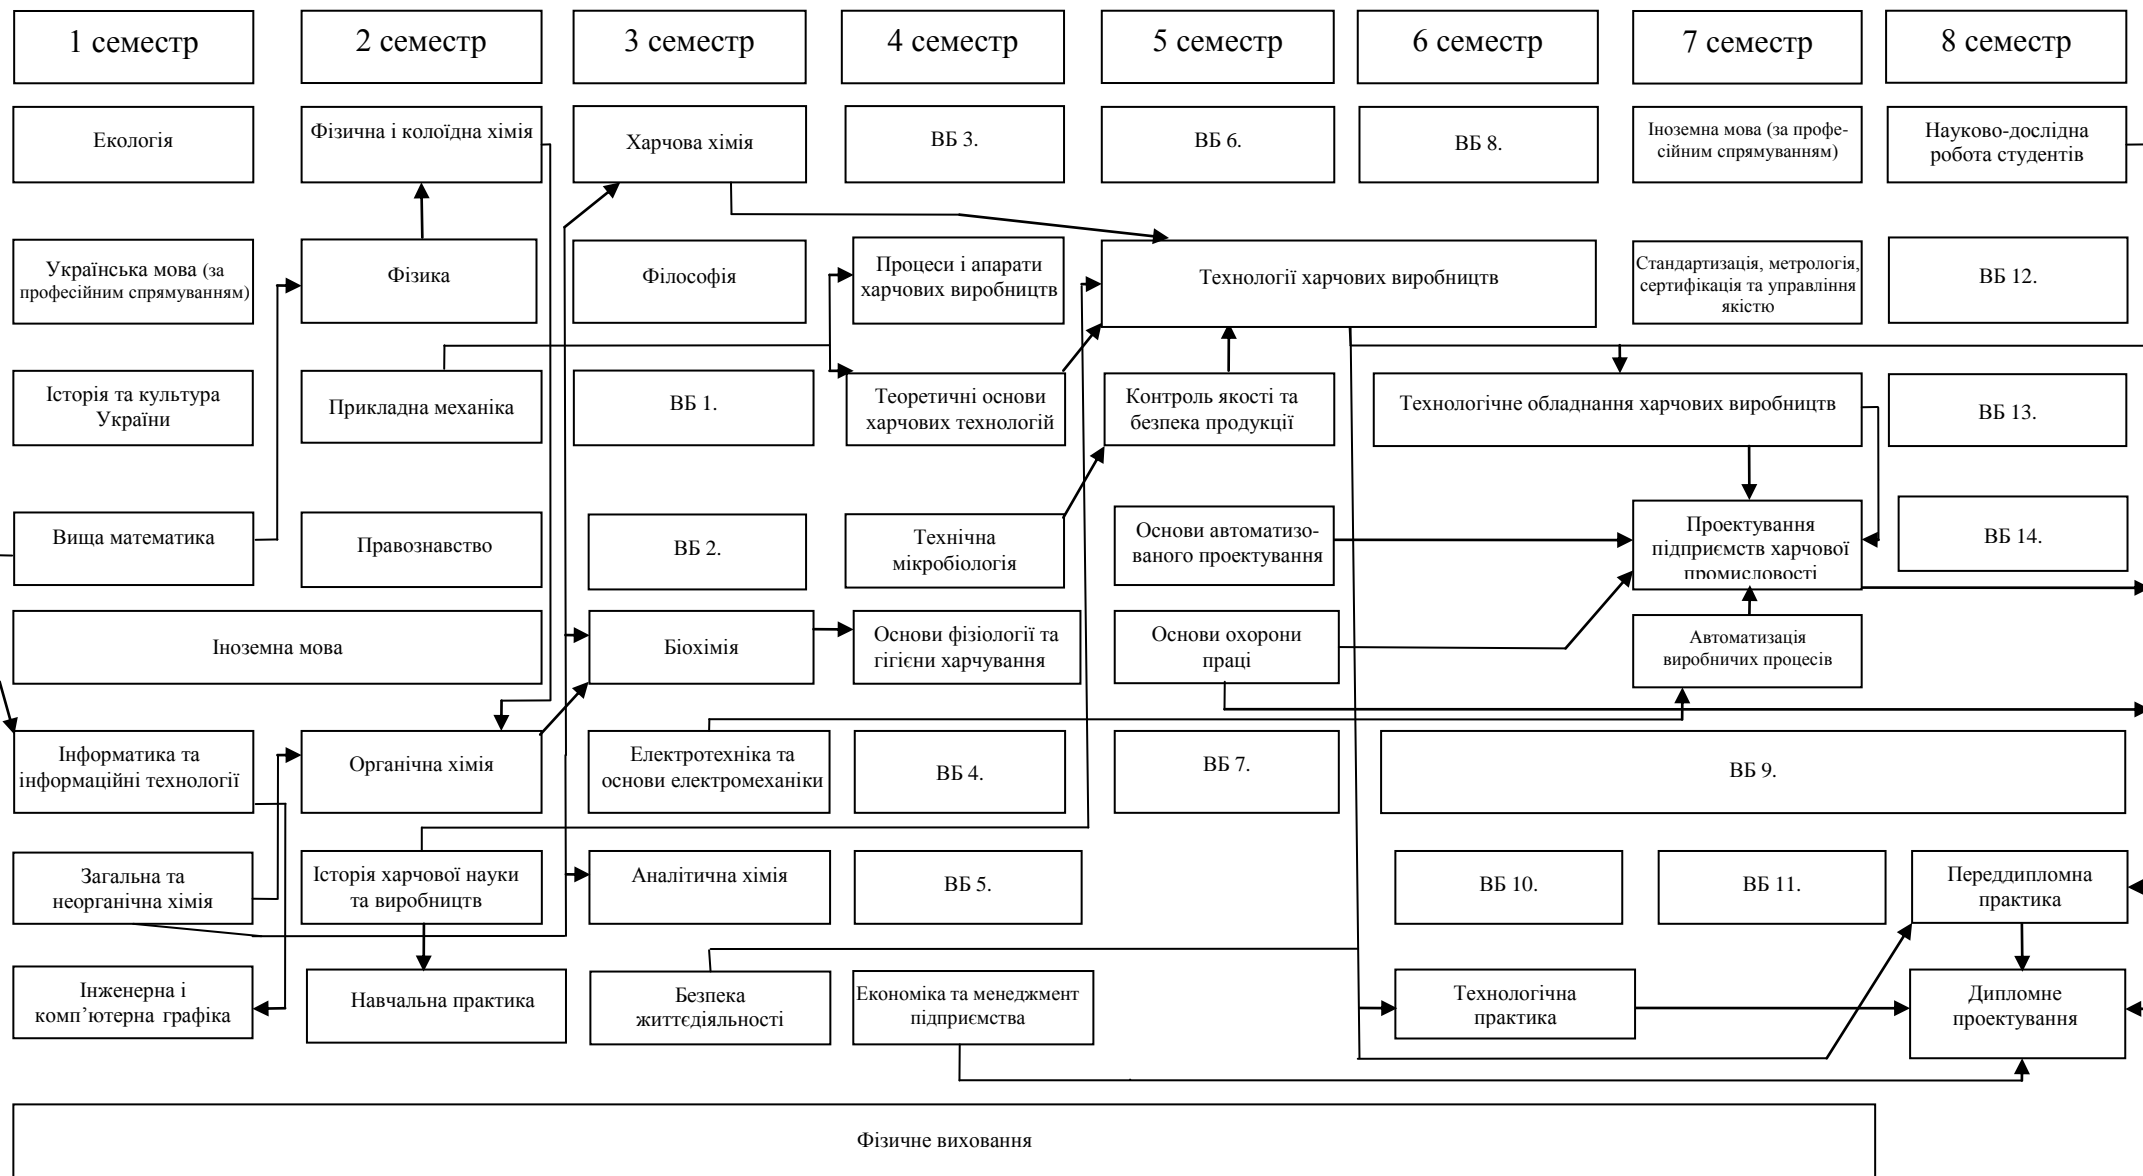 1 семестр
2 семестр
3 семестр
4 семестр
5 семестр
6 семестр
7 семестр
8 семестр
Екологія
Фізична і колоїдна хімія
Харчова хімія
ВБ 3.
ВБ 6.
ВБ 8.
Іноземна мова (за профе-
сійним спрямуванням)
Науково-дослідна
робота студентів
Українська мова (за
професійним спрямуванням)
Фізика
Філософія
Процеси і апарати
харчових виробництв
Технології харчових виробництв
Стандартизація, метрологія,
сертифікація та управління
якістю
ВБ 12.
Історія та культура
України
Прикладна механіка
ВБ 1.
Теоретичні основи
харчових технологій
Контроль якості та
безпека продукції
Технологічне обладнання харчових виробництв
ВБ 13.
Вища математика
Правознавство
ВБ 2.
Технічна
мікробіологія
Основи автоматизо-
ваного проектування
Проектування
підприємств харчової
промисловості
ВБ 14.
Іноземна мова
Біохімія
Основи фізіології та
гігієни харчування
Основи охорони
праці
Автоматизація
виробничих процесів
Інформатика та
інформаційні технології
Органічна хімія
Електротехніка та
основи електромеханіки
ВБ 4.
ВБ 7.
ВБ 9.
Загальна та
неорганічна хімія
Історія харчової науки
та виробництв
Аналітична хімія
ВБ 5.
ВБ 10.
ВБ 11.
Переддипломна
практика
Інженерна і
комп’ютерна графіка
Навчальна практика
Безпека
життєдіяльності
Економіка та менеджмент
підприємства
Технологічна
практика
Дипломне
проектування
Фізичне виховання